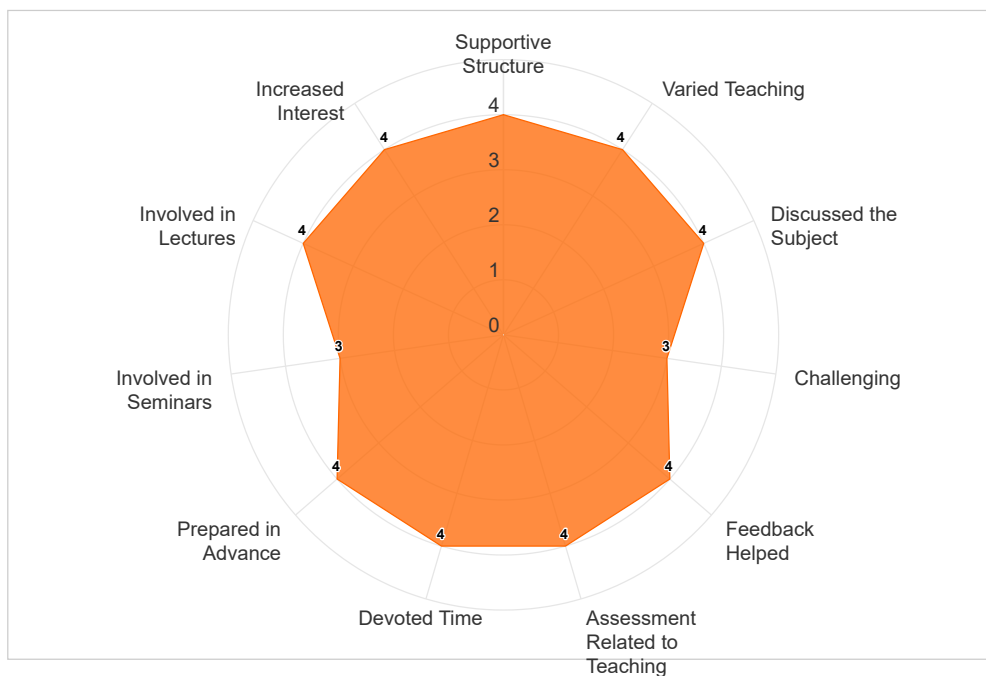 Supportive
Structure
Increased
Interest
Varied Teaching
4
4
4
3
Involved in
Lectures
Discussed the
Subject
4
4
2
1
0
3
3
Involved in
Seminars
Challenging
4
4
Prepared in
Advance
Feedback
Helped
4
4
Devoted Time
Assessment
Related to
Teaching